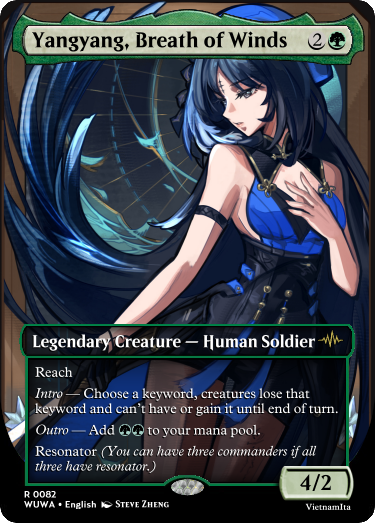 Yangyang, Breath of Winds 2
Legendary Creature — Human Soldier
Reach
Intro — Choose a keyword, creatures lose that
keyword and can't have or gain it until end of turn.
Outro — Add to your mana pool.
Resonator (You can have three commanders if all
three have resonator.)
4/2
R 0082
WUWA • English Steve Zheng
VietnamIta